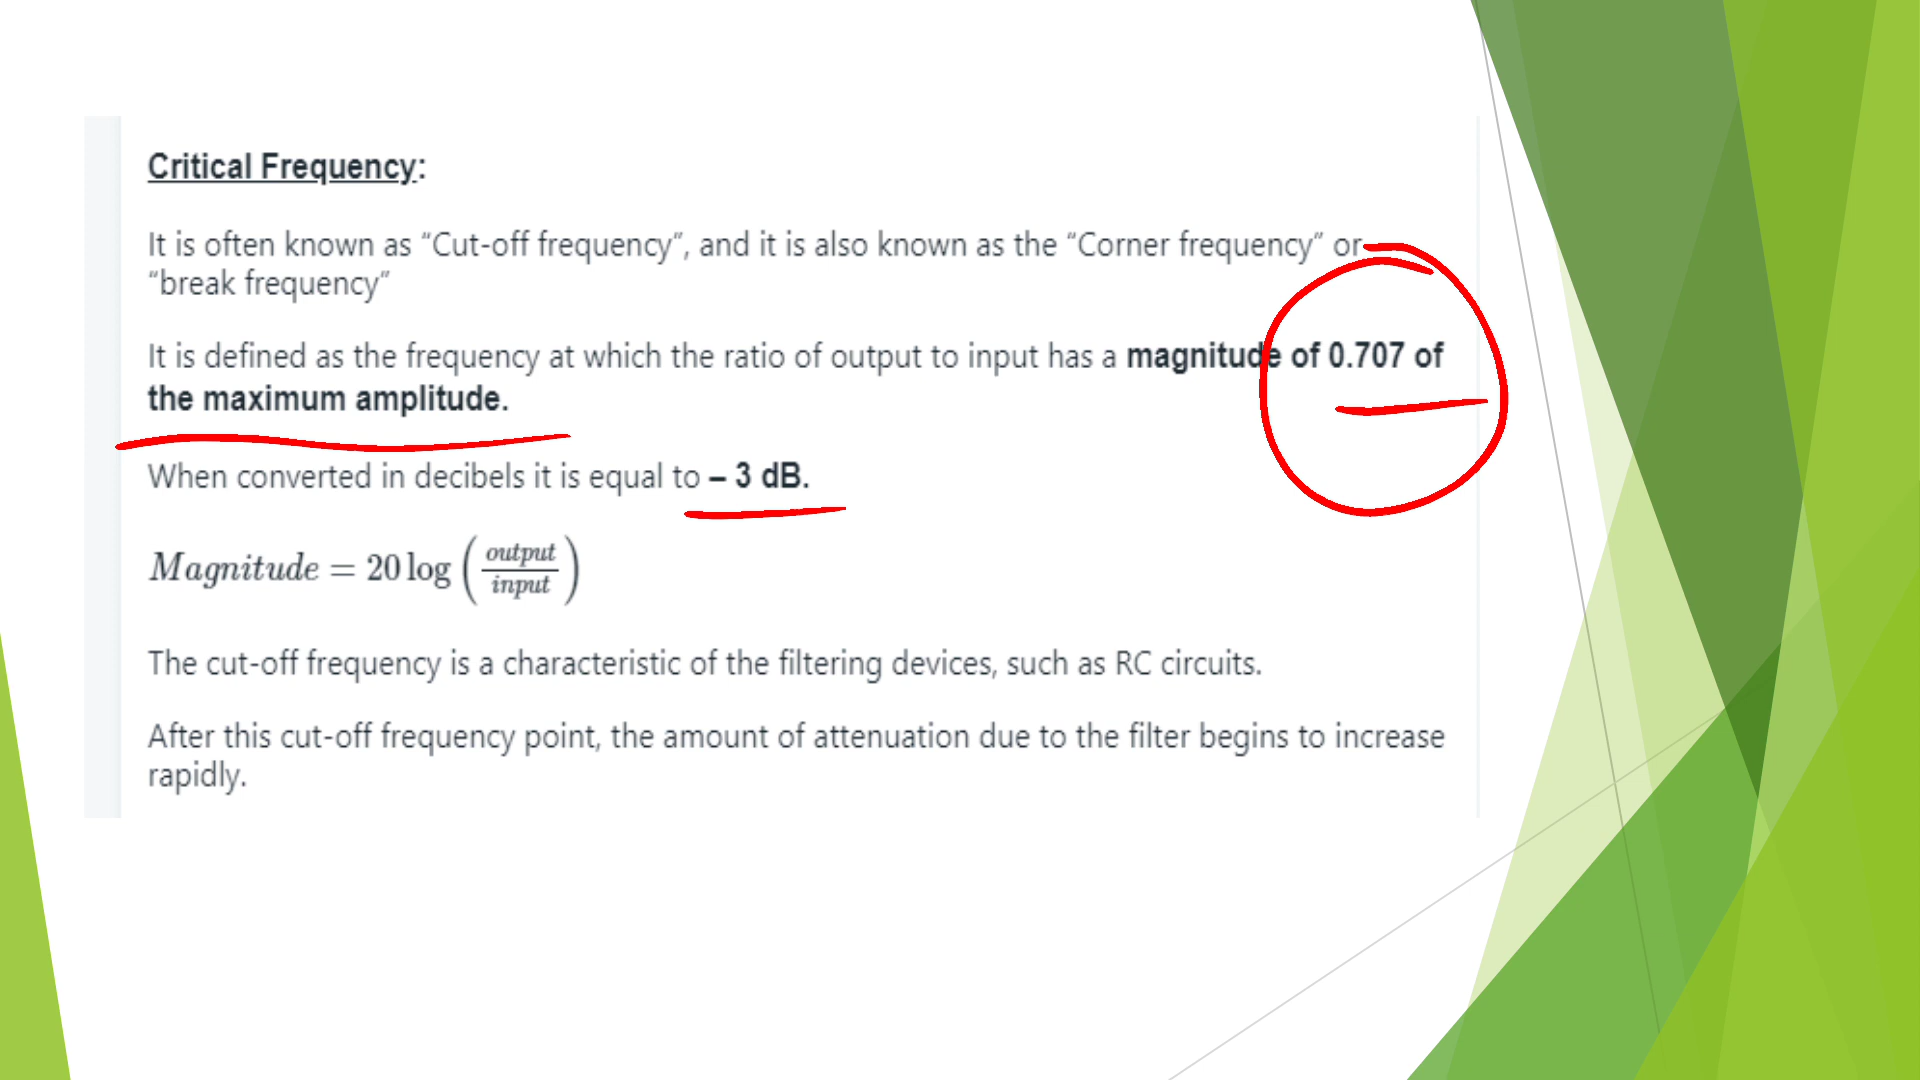 Critical Frequency:
It is often known as “Cut-off frequency”, and it is also known as the “Corner frequency” or
“break frequency”
It is defined as the frequency at which the ratio of output to input has a magnitude of 0.707 of
the maximum amplitude.
When converted in decibels it is equal to – 3 dB.
Magnitude = 20 log (output/input)
The cut-off frequency is a characteristic of the filtering devices, such as RC circuits.
After this cut-off frequency point, the amount of attenuation due to the filter begins to increase
rapidly.